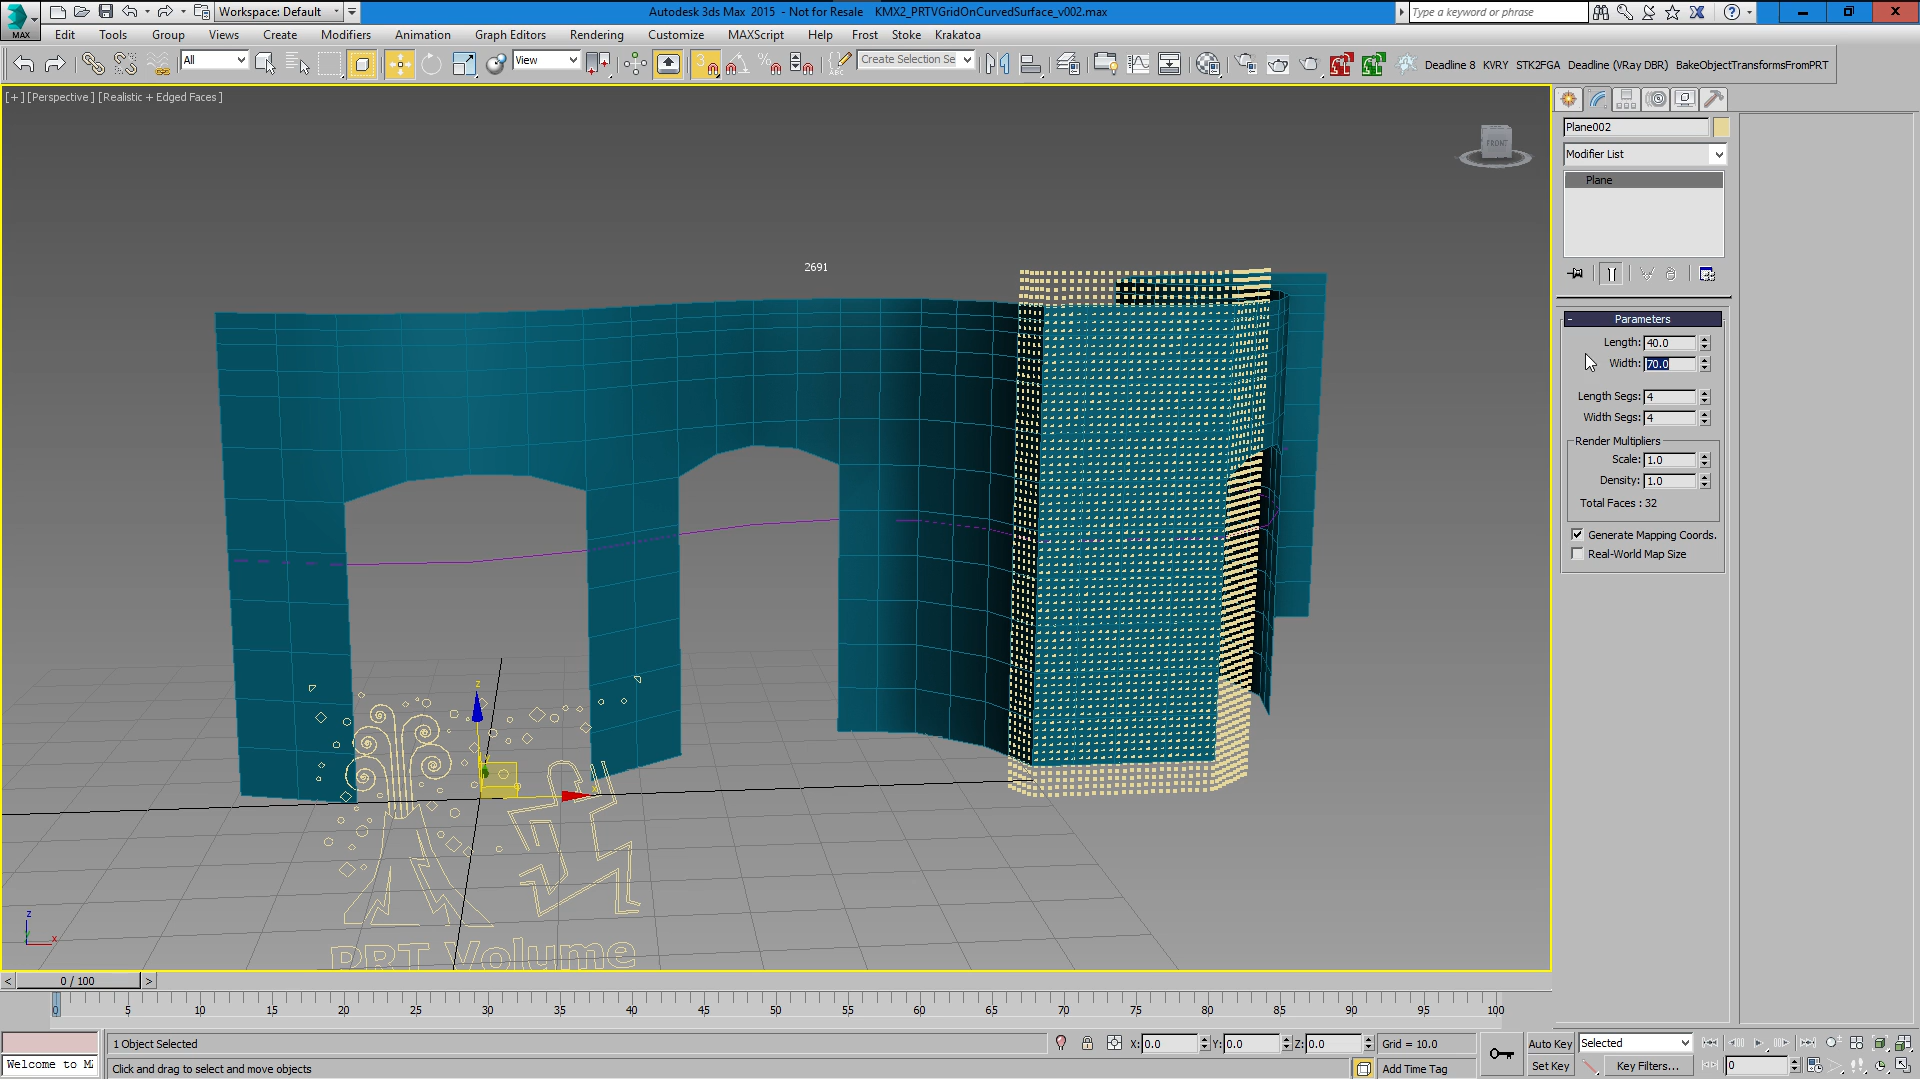 Workspace: Default
Autodesk 3ds Max 2015 - Not for Resale KMX2_PRTVGridOnCurvedSurface_v002.max
Type a keyword or phrase
MAX
Edit Tools Group Views Create Modifiers Animation Graph Editors Rendering Customize MAXScript Help Frost Stoke Krakatoa
All
View
3
ABC
Create Selection Se
Deadline 8 KVRY STK2FGA Deadline (VRay DBR) BakeObjectTransformsFromPRT
[+] [Perspective] [Realistic + Edged Faces]
FRONT
Plane002
Modifier List
Plane
2691
- Parameters
Length: 40.0
Width: 70.0
Length Segs: 4
Width Segs: 4
Render Multipliers
Scale: 1.0
Density: 1.0
Total Faces : 32
Generate Mapping Coords.
Real-World Map Size
z
x
z
x
PRT Volume
< 0 / 100 >
0 5 10 15 20 25 30 35 40 45 50 55 60 65 70 75 80 85 90 95 100
1 Object Selected
X: 0.0 Y: 0.0 Z: 0.0 Grid = 10.0
Auto Key Selected
Welcome to M
Click and drag to select and move objects
Add Time Tag
Set Key Key Filters... 0